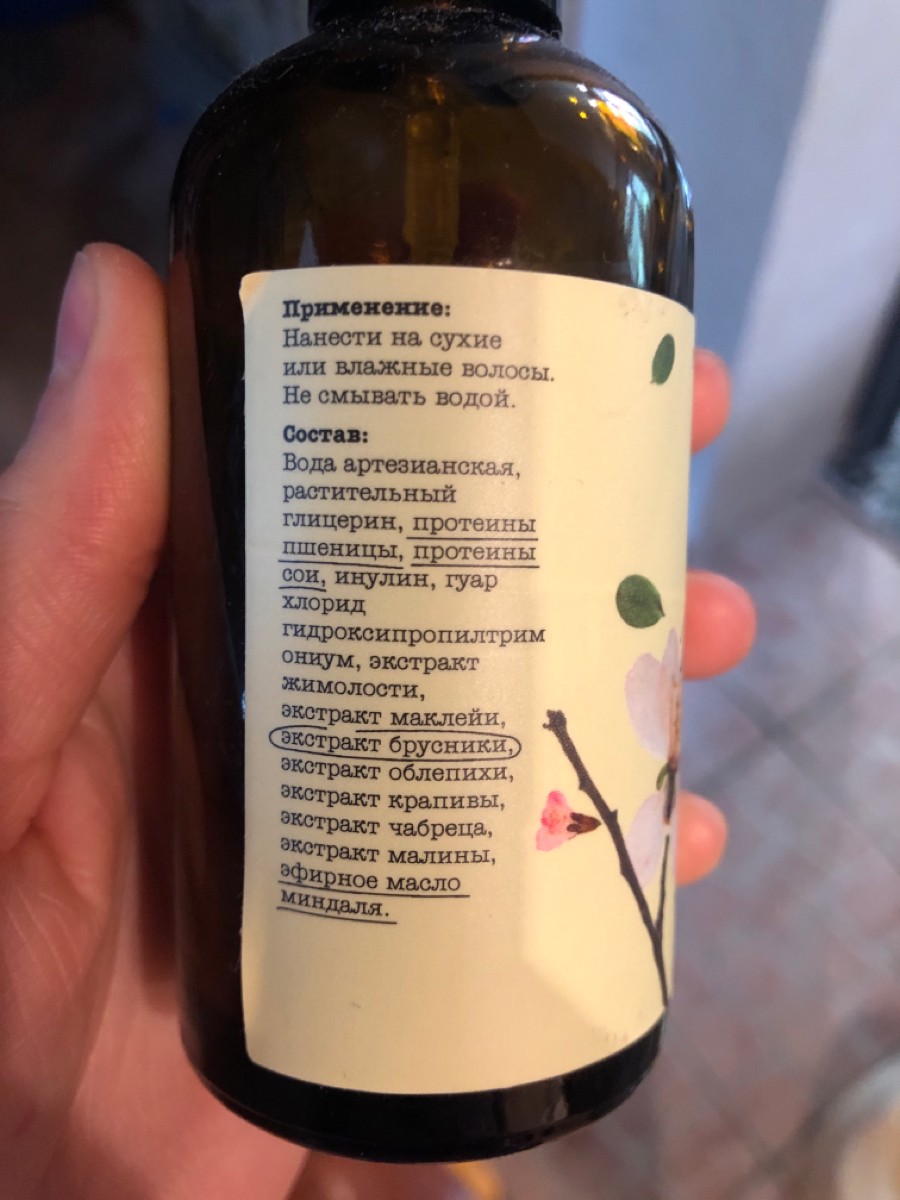 Применение:
Нанести на сухие
или влажные волосы.
Не смывать водой.
Состав:
Вода артезианская,
растительный
глицерин, протеины
пшеницы, протеины
сои, инулин, гуар
хлорид
гидроксипропилтрим
ониум, экстракт
жимолости,
экстракт маклейи,
экстракт брусники,
экстракт облепихи,
экстракт крапивы,
экстракт чабреца,
экстракт малины,
эфирное масло
миндаля.